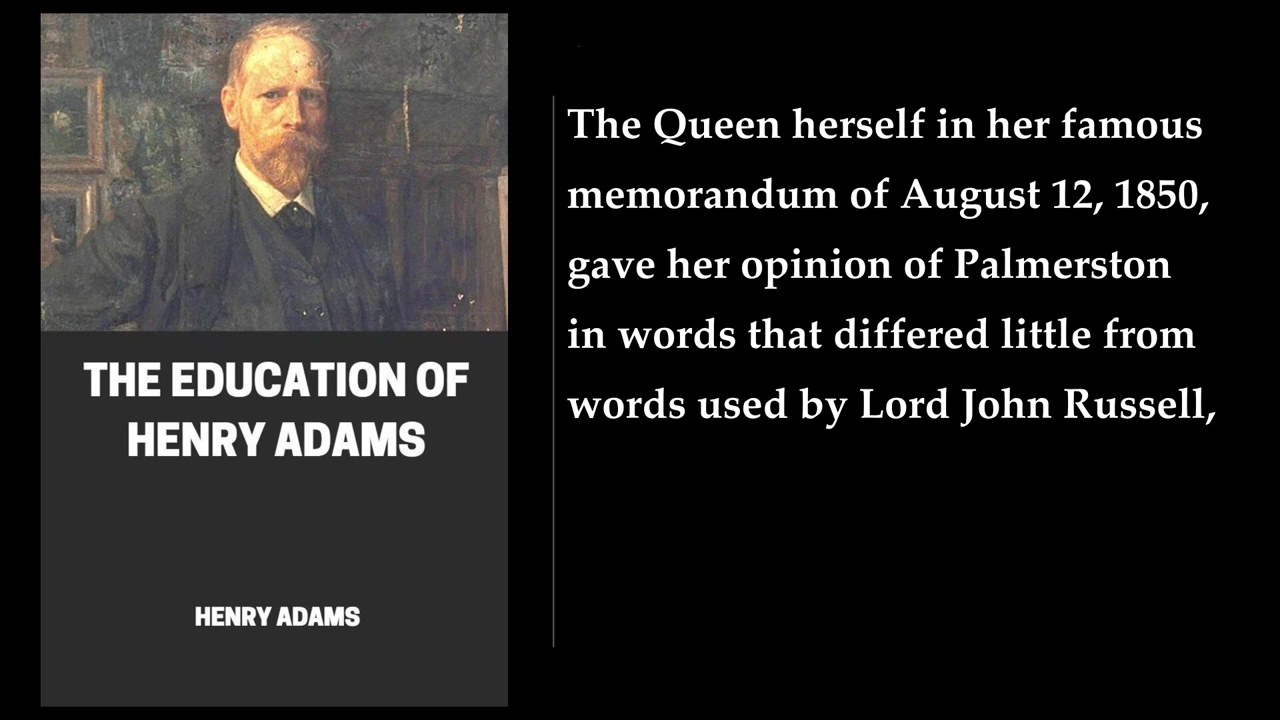 THE EDUCATION OF
HENRY ADAMS
HENRY ADAMS
The Queen herself in her famous
memorandum of August 12, 1850,
gave her opinion of Palmerston
in words that differed little from
words used by Lord John Russell,